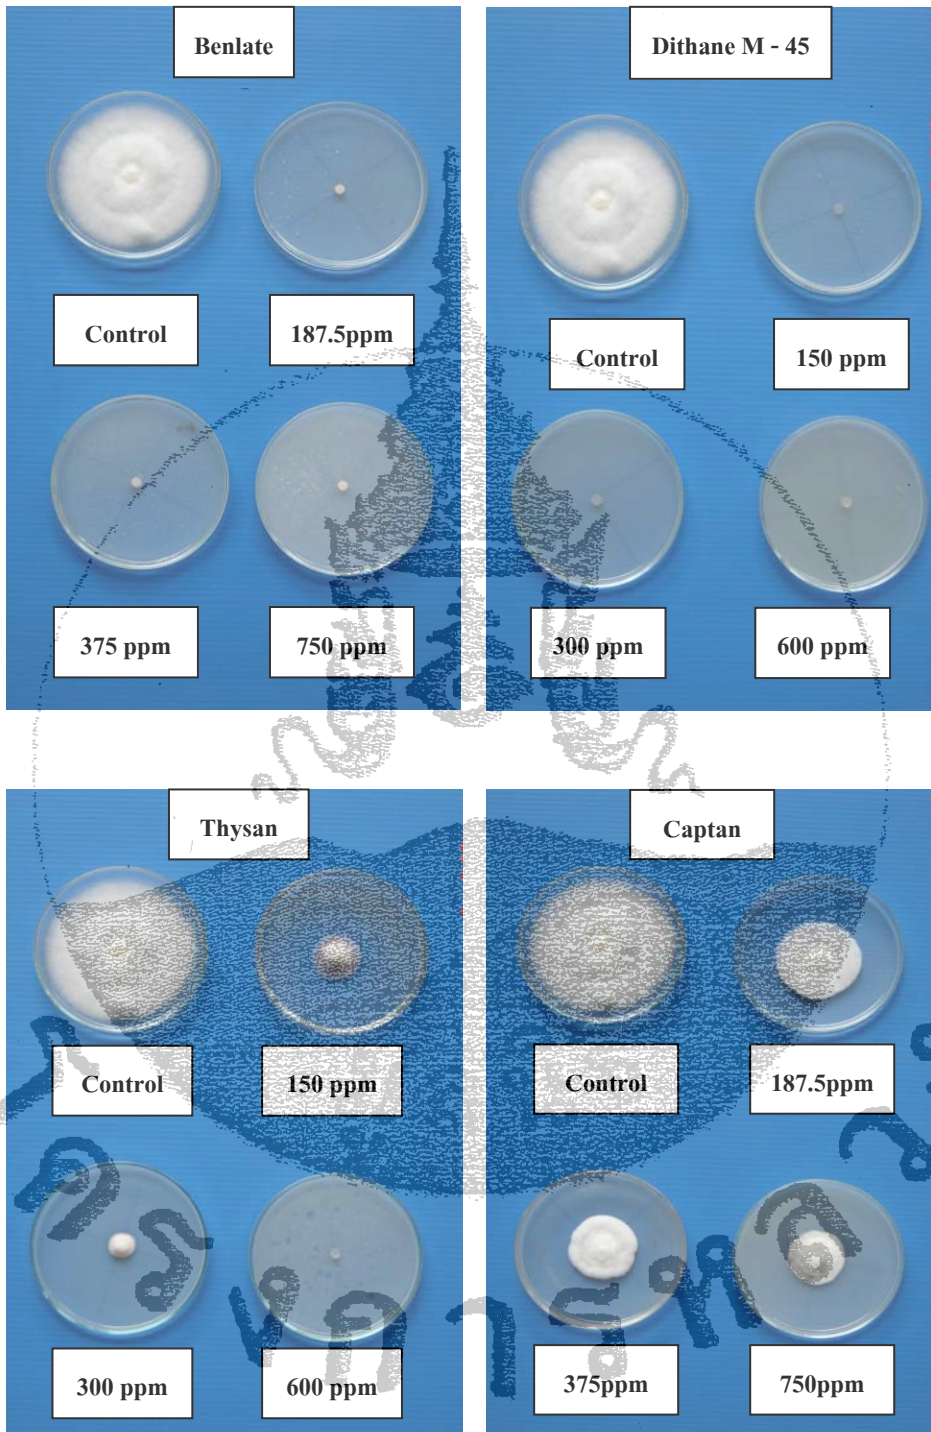 Benlate
Control
187.5ppm
375 ppm
750 ppm
Dithane M - 45
Control
150 ppm
300 ppm
600 ppm
Thysan
Control
150 ppm
300 ppm
600 ppm
Captan
Control
187.5ppm
375ppm
750ppm